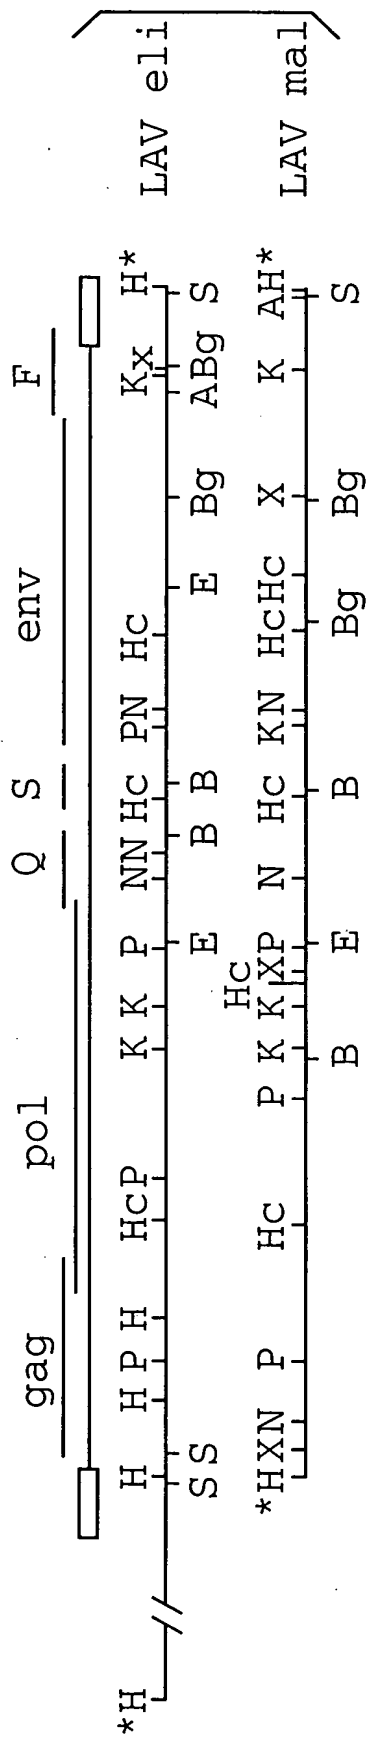 gag pol Q S env F
*H H H P H HcP K K P NN Hc PN Hc Kx H* LAV eli
SS E B B E Bg ABg S
Hc
*HXN P Hc P K K XP N Hc KN HcHc X K AH* LAV mal
B E B Bg Bg S